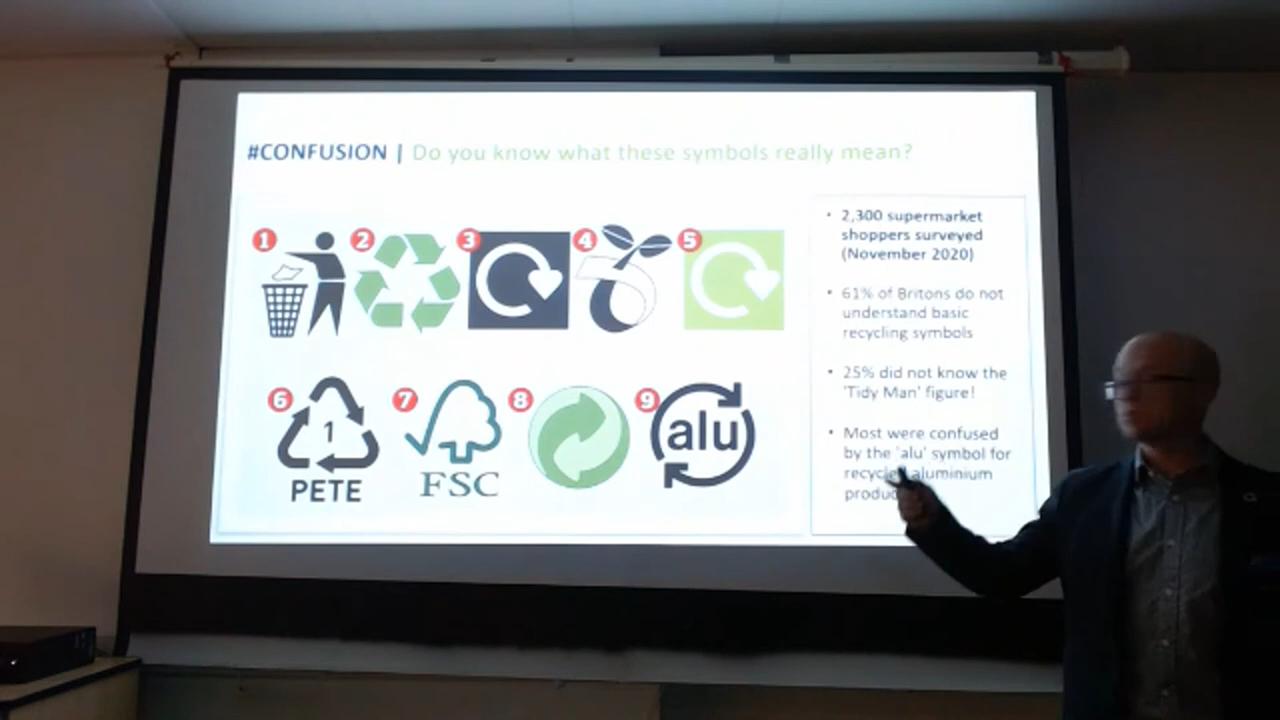 #CONFUSION | Do you know what these symbols really mean?
1 2 3 4 5
6 7 8 9
1
alu
PETE
FSC
• 2,300 supermarket
shoppers surveyed
(November 2020)
• 61% of Britons do not
understand basic
recycling symbols
• 25% did not know the
'Tidy Man' figure!
• Most were confused
by the 'alu' symbol for
aluminium